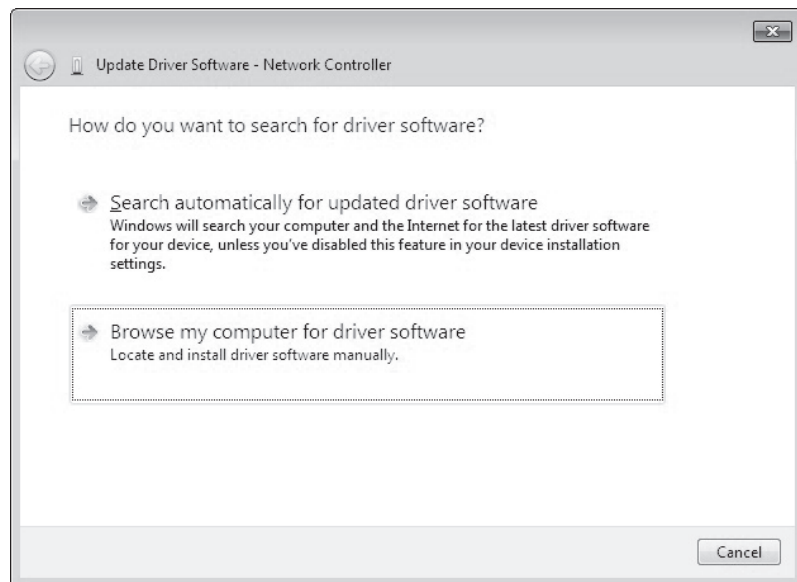 Update Driver Software - Network Controller
How do you want to search for driver software?
Search automatically for updated driver software
Windows will search your computer and the Internet for the latest driver software
for your device, unless you've disabled this feature in your device installation
settings.
Browse my computer for driver software
Locate and install driver software manually.
Cancel